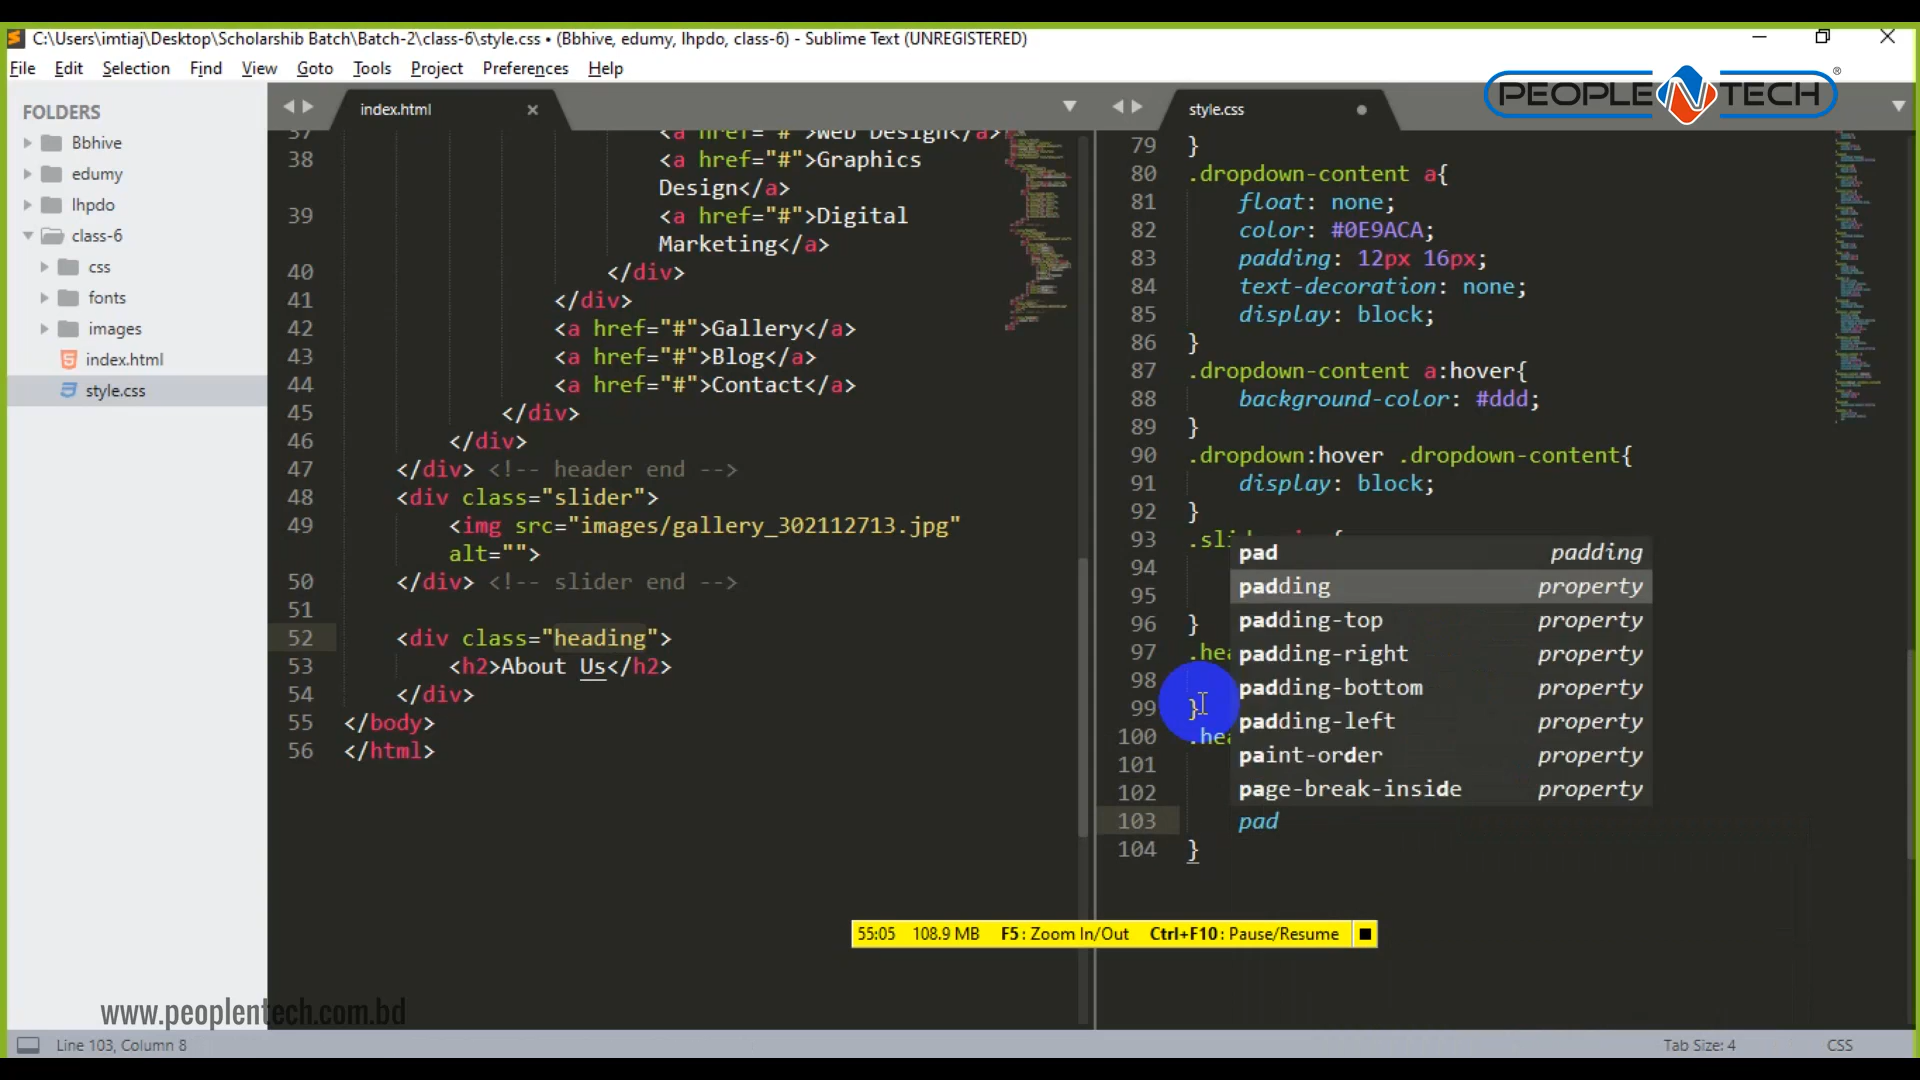 C:\Users\imtiaj\Desktop\Scholarshib Batch\Batch-2\class-6\style.css • (Bbhive, edumy, lhpdo, class-6) - Sublime Text (UNREGISTERED)
File Edit Selection Find View Goto Tools Project Preferences Help
PEOPLE N TECH ®
FOLDERS
Bbhive
edumy
lhpdo
class-6
css
fonts
images
index.html
style.css
index.html
37 <a href="#">Web Design</a>
38 <a href="#">Graphics
Design</a>
39 <a href="#">Digital
Marketing</a>
40 </div>
41 </div>
42 <a href="#">Gallery</a>
43 <a href="#">Blog</a>
44 <a href="#">Contact</a>
45 </div>
46 </div>
47 </div> <!-- header end -->
48 <div class="slider">
49 <img src="images/gallery_302112713.jpg"
alt="">
50 </div> <!-- slider end -->
51
52 <div class="heading">
53 <h2>About Us</h2>
54 </div>
55 </body>
56 </html>
style.css
79 }
80 .dropdown-content a{
81 float: none;
82 color: #0E9ACA;
83 padding: 12px 16px;
84 text-decoration: none;
85 display: block;
86 }
87 .dropdown-content a:hover{
88 background-color: #ddd;
89 }
90 .dropdown:hover .dropdown-content{
91 display: block;
92 }
93 .sli
94
95
96 }
97 .hea
98
99 }
100 .hea
101
102
103 pad
104 }
pad padding
padding property
padding-top property
padding-right property
padding-bottom property
padding-left property
paint-order property
page-break-inside property
55:05 108.9 MB F5: Zoom In/Out Ctrl+F10: Pause/Resume
www.peoplentech.com.bd
Line 103, Column 8
Tab Size: 4
CSS